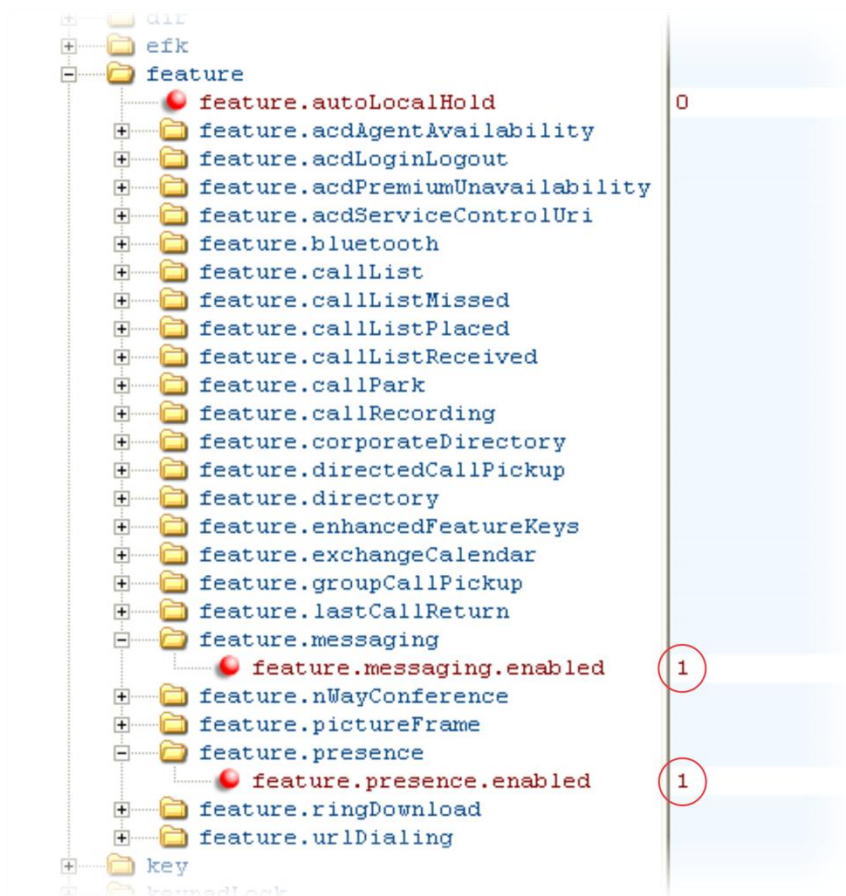 dir
efk
feature
feature.autoLocalHold 0
feature.acdAgentAvailability
feature.acdLoginLogout
feature.acdPremiumUnavailability
feature.acdServiceControlUri
feature.bluetooth
feature.callList
feature.callListMissed
feature.callListPlaced
feature.callListReceived
feature.callPark
feature.callRecording
feature.corporateDirectory
feature.directedCallPickup
feature.directory
feature.enhancedFeatureKeys
feature.exchangeCalendar
feature.groupCallPickup
feature.lastCallReturn
feature.messaging
feature.messaging.enabled 1
feature.nWayConference
feature.pictureFrame
feature.presence
feature.presence.enabled 1
feature.ringDownload
feature.urlDialing
key
keypadLock